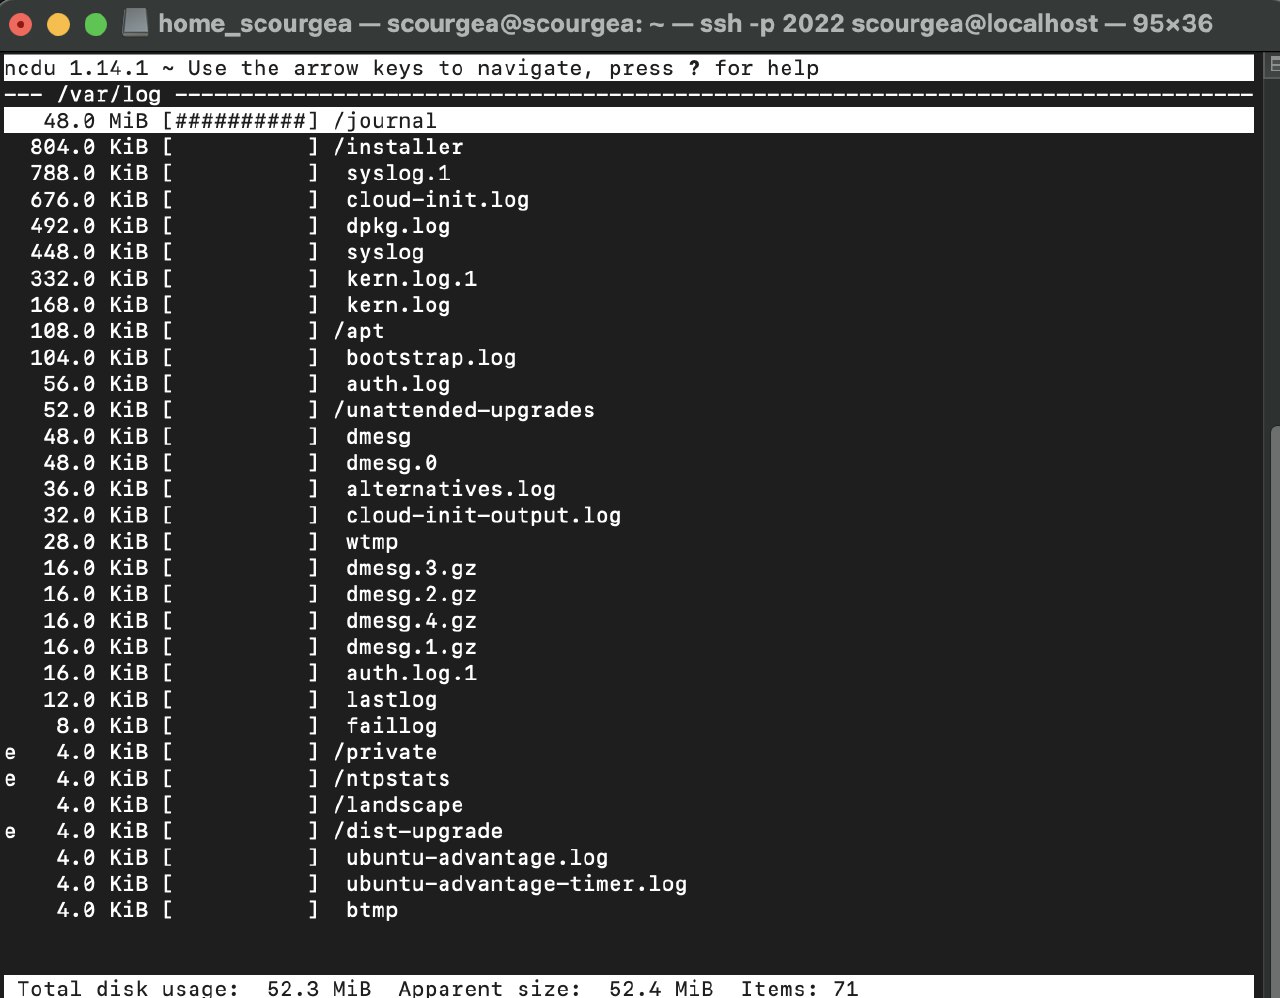 home_scourgea — scourgea@scourgea: ~ — ssh -p 2022 scourgea@localhost — 95×36
ncdu 1.14.1 ~ Use the arrow keys to navigate, press ? for help
--- /var/log ----------------------------------------------------------------------------------
   48.0 MiB [##########] /journal
  804.0 KiB [          ] /installer
  788.0 KiB [          ]  syslog.1
  676.0 KiB [          ]  cloud-init.log
  492.0 KiB [          ]  dpkg.log
  448.0 KiB [          ]  syslog
  332.0 KiB [          ]  kern.log.1
  168.0 KiB [          ]  kern.log
  108.0 KiB [          ] /apt
  104.0 KiB [          ]  bootstrap.log
   56.0 KiB [          ]  auth.log
   52.0 KiB [          ] /unattended-upgrades
   48.0 KiB [          ]  dmesg
   48.0 KiB [          ]  dmesg.0
   36.0 KiB [          ]  alternatives.log
   32.0 KiB [          ]  cloud-init-output.log
   28.0 KiB [          ]  wtmp
   16.0 KiB [          ]  dmesg.3.gz
   16.0 KiB [          ]  dmesg.2.gz
   16.0 KiB [          ]  dmesg.4.gz
   16.0 KiB [          ]  dmesg.1.gz
   16.0 KiB [          ]  auth.log.1
   12.0 KiB [          ]  lastlog
    8.0 KiB [          ]  faillog
e   4.0 KiB [          ] /private
e   4.0 KiB [          ] /ntpstats
    4.0 KiB [          ] /landscape
e   4.0 KiB [          ] /dist-upgrade
    4.0 KiB [          ]  ubuntu-advantage.log
    4.0 KiB [          ]  ubuntu-advantage-timer.log
    4.0 KiB [          ]  btmp
Total disk usage:  52.3 MiB  Apparent size:  52.4 MiB  Items: 71